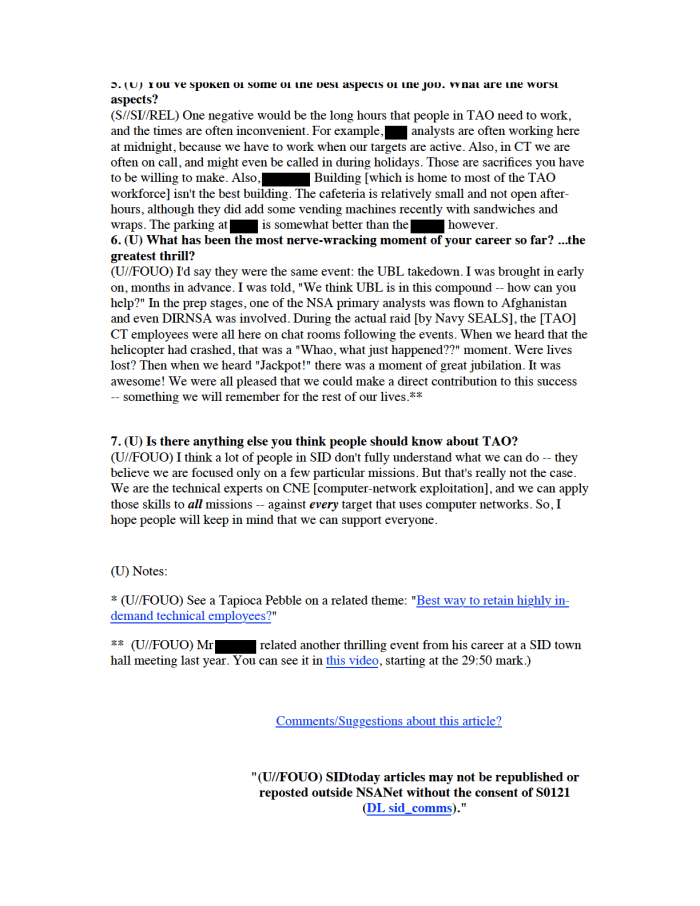 5. (U) You've spoken of some of the best aspects of the job. What are the worst
aspects?
(S//SI//REL) One negative would be the long hours that people in TAO need to work,
and the times are often inconvenient. For example, analysts are often working here
at midnight, because we have to work when our targets are active. Also, in CT we are
often on call, and might even be called in during holidays. Those are sacrifices you have
to be willing to make. Also, Building [which is home to most of the TAO
workforce] isn't the best building. The cafeteria is relatively small and not open after-
hours, although they did add some vending machines recently with sandwiches and
wraps. The parking at is somewhat better than the however.
6. (U) What has been the most nerve-wracking moment of your career so far? ...the
greatest thrill?
(U//FOUO) I'd say they were the same event: the UBL takedown. I was brought in early
on, months in advance. I was told, "We think UBL is in this compound -- how can you
help?" In the prep stages, one of the NSA primary analysts was flown to Afghanistan
and even DIRNSA was involved. During the actual raid [by Navy SEALS], the [TAO]
CT employees were all here on chat rooms following the events. When we heard that the
helicopter had crashed, that was a "Whao, what just happened??" moment. Were lives
lost? Then when we heard "Jackpot!" there was a moment of great jubilation. It was
awesome! We were all pleased that we could make a direct contribution to this success
-- something we will remember for the rest of our lives.**
7. (U) Is there anything else you think people should know about TAO?
(U//FOUO) I think a lot of people in SID don't fully understand what we can do -- they
believe we are focused only on a few particular missions. But that's really not the case.
We are the technical experts on CNE [computer-network exploitation], and we can apply
those skills to all missions -- against every target that uses computer networks. So, I
hope people will keep in mind that we can support everyone.
(U) Notes:
* (U//FOUO) See a Tapioca Pebble on a related theme: "Best way to retain highly in-
demand technical employees?"
** (U//FOUO) Mr related another thrilling event from his career at a SID town
hall meeting last year. You can see it in this video, starting at the 29:50 mark.)
Comments/Suggestions about this article?
"(U//FOUO) SIDtoday articles may not be republished or
reposted outside NSANet without the consent of S0121
(DL sid_comms)."